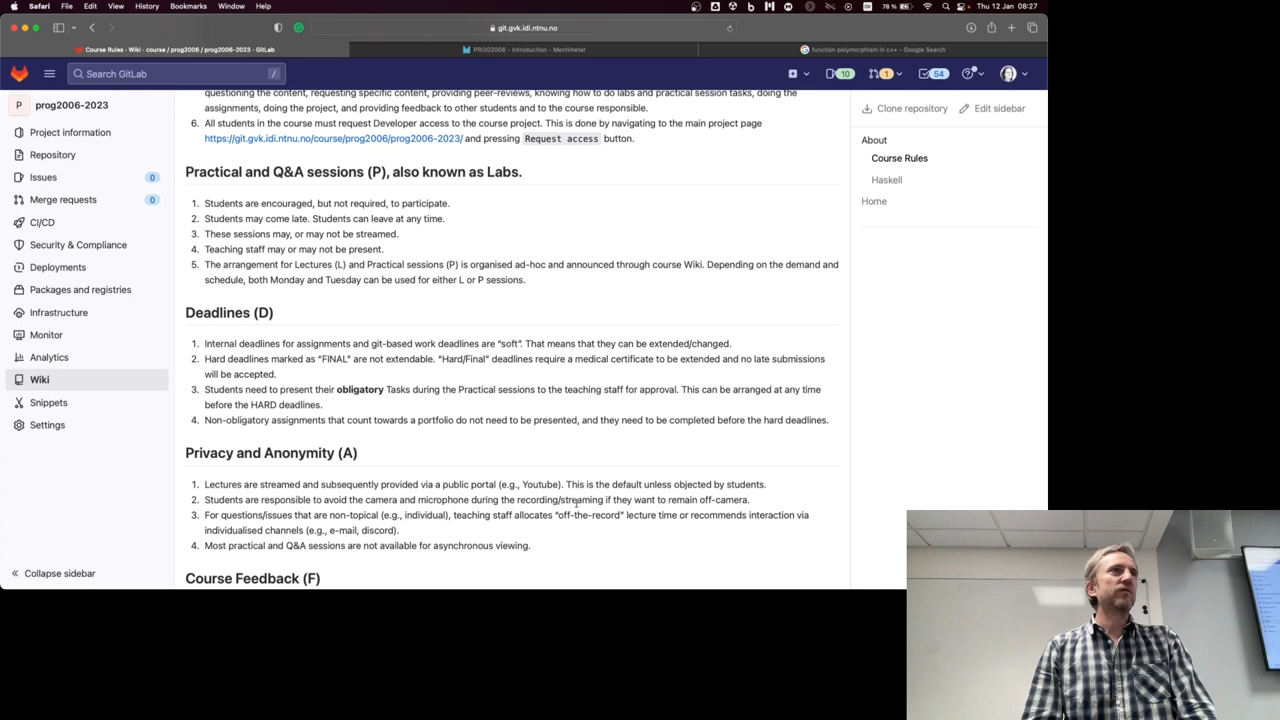 Safari File Edit View History Bookmarks Window Help 78 % Thu 12 Jan 08:27
git.gvk.idi.ntnu.no
Course Rules - Wiki - course / prog2006 / prog2006-2023 · GitLab PROG2006 - Introduction - Mentimeter function polymorphism in c++ - Google Search
Search GitLab / 10 1 54
P prog2006-2023
Project information
Repository
Issues 0
Merge requests 0
CI/CD
Security & Compliance
Deployments
Packages and registries
Infrastructure
Monitor
Analytics
Wiki
Snippets
Settings
Collapse sidebar
questioning the content, requesting specific content, providing peer-reviews, knowing how to do labs and practical session tasks, doing the
assignments, doing the project, and providing feedback to other students and to the course responsible.
6. All students in the course must request Developer access to the course project. This is done by navigating to the main project page
https://git.gvk.idi.ntnu.no/course/prog2006/prog2006-2023/ and pressing Request access button.
Practical and Q&A sessions (P), also known as Labs.
1. Students are encouraged, but not required, to participate.
2. Students may come late. Students can leave at any time.
3. These sessions may, or may not be streamed.
4. Teaching staff may or may not be present.
5. The arrangement for Lectures (L) and Practical sessions (P) is organised ad-hoc and announced through course Wiki. Depending on the demand and
schedule, both Monday and Tuesday can be used for either L or P sessions.
Deadlines (D)
1. Internal deadlines for assignments and git-based work deadlines are “soft”. That means that they can be extended/changed.
2. Hard deadlines marked as “FINAL” are not extendable. “Hard/Final” deadlines require a medical certificate to be extended and no late submissions
will be accepted.
3. Students need to present their obligatory Tasks during the Practical sessions to the teaching staff for approval. This can be arranged at any time
before the HARD deadlines.
4. Non-obligatory assignments that count towards a portfolio do not need to be presented, and they need to be completed before the hard deadlines.
Privacy and Anonymity (A)
1. Lectures are streamed and subsequently provided via a public portal (e.g., Youtube). This is the default unless objected by students.
2. Students are responsible to avoid the camera and microphone during the recording/streaming if they want to remain off-camera.
3. For questions/issues that are non-topical (e.g., individual), teaching staff allocates “off-the-record” lecture time or recommends interaction via
individualised channels (e.g., e-mail, discord).
4. Most practical and Q&A sessions are not available for asynchronous viewing.
Course Feedback (F)
Clone repository Edit sidebar
About
Course Rules
Haskell
Home